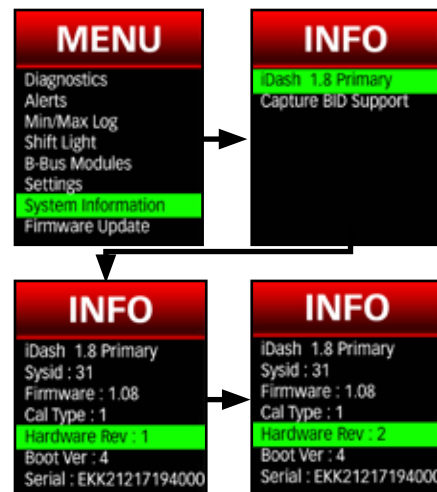 MENU
Diagnostics
Alerts
Min/Max Log
Shift Light
B-Bus Modules
Settings
System Information
Firmware Update
INFO
iDash 1.8 Primary
Capture BID Support
INFO
iDash 1.8 Primary
Sysid : 31
Firmware : 1.08
Cal Type : 1
Hardware Rev : 1
Boot Ver : 4
Serial : EKK21217194000
INFO
iDash 1.8 Primary
Sysid : 31
Firmware : 1.08
Cal Type : 1
Hardware Rev : 2
Boot Ver : 4
Serial : EKK21217194000